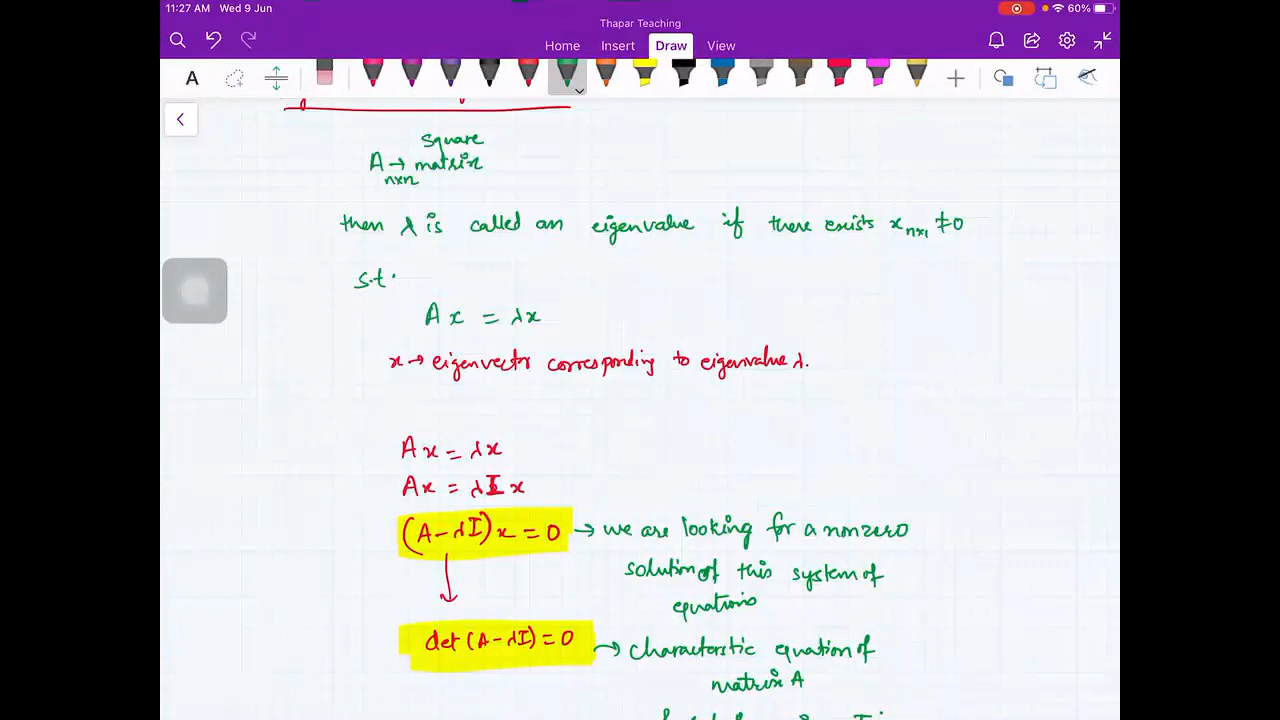 11:27 AM Wed 9 Jun
60%
Thapar Teaching
Home Insert Draw View
A
square
A → matrix
n×n
then λ is called an eigenvalue if there exists x n×1 ≠ 0
s.t.
Ax = λx
x → eigenvector corresponding to eigenvalue λ.
Ax = λx
Ax = λIx
(A - λI)x = 0 → we are looking for a nonzero
solution of this system of
equations
det (A - λI) = 0 → characterstic equation of
matrix A